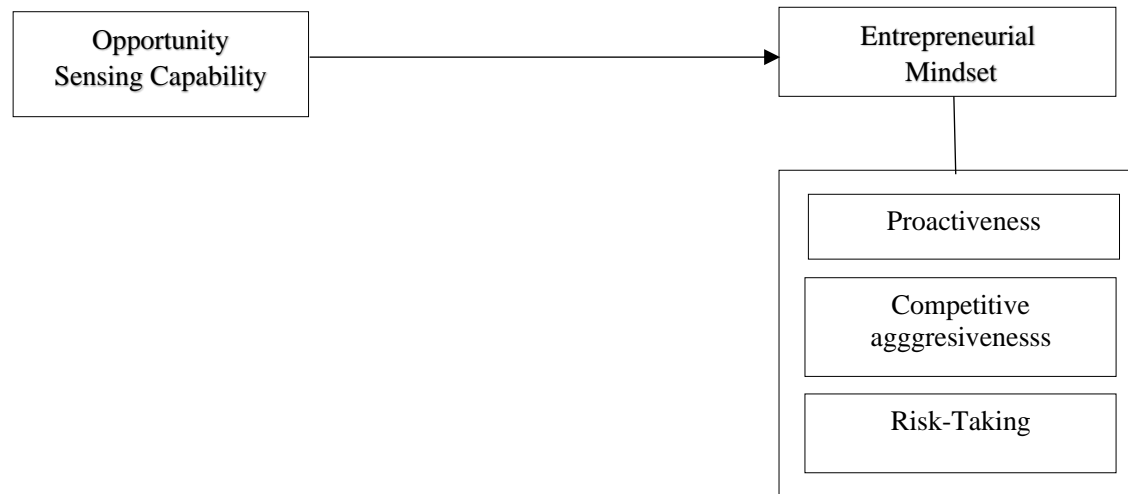 Opportunity
Sensing Capability
Entrepreneurial
Mindset
Proactiveness
Competitive
agggresivenesss
Risk-Taking